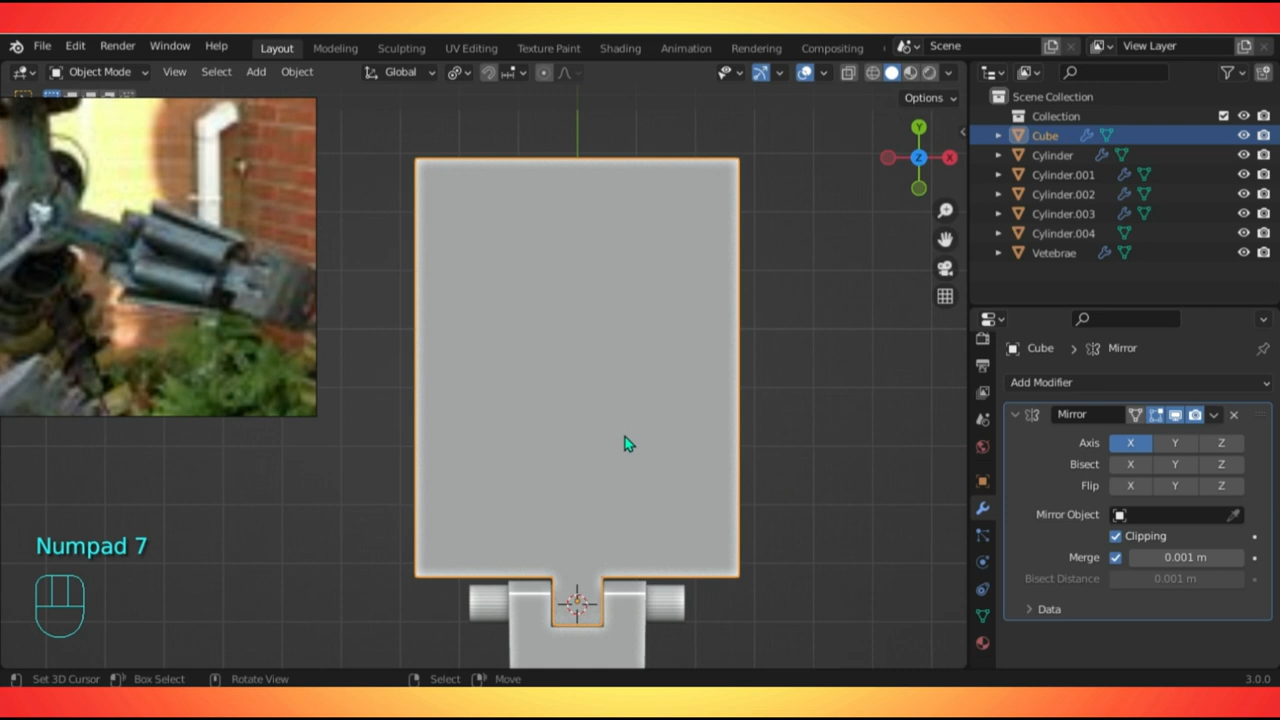 File Edit Render Window Help
Layout Modeling Sculpting UV Editing Texture Paint Shading Animation Rendering Compositing
Scene
View Layer
Object Mode View Select Add Object
Global
Options
Y
Z
X
Scene Collection
Collection
Cube
Cylinder
Cylinder.001
Cylinder.002
Cylinder.003
Cylinder.004
Vetebrae
Cube > Mirror
Add Modifier
Mirror
Axis X Y Z
Bisect X Y Z
Flip X Y Z
Mirror Object
Clipping
Merge 0.001 m
Bisect Distance 0.001 m
Data
Numpad 7
Set 3D Cursor Box Select Rotate View Select Move 3.0.0